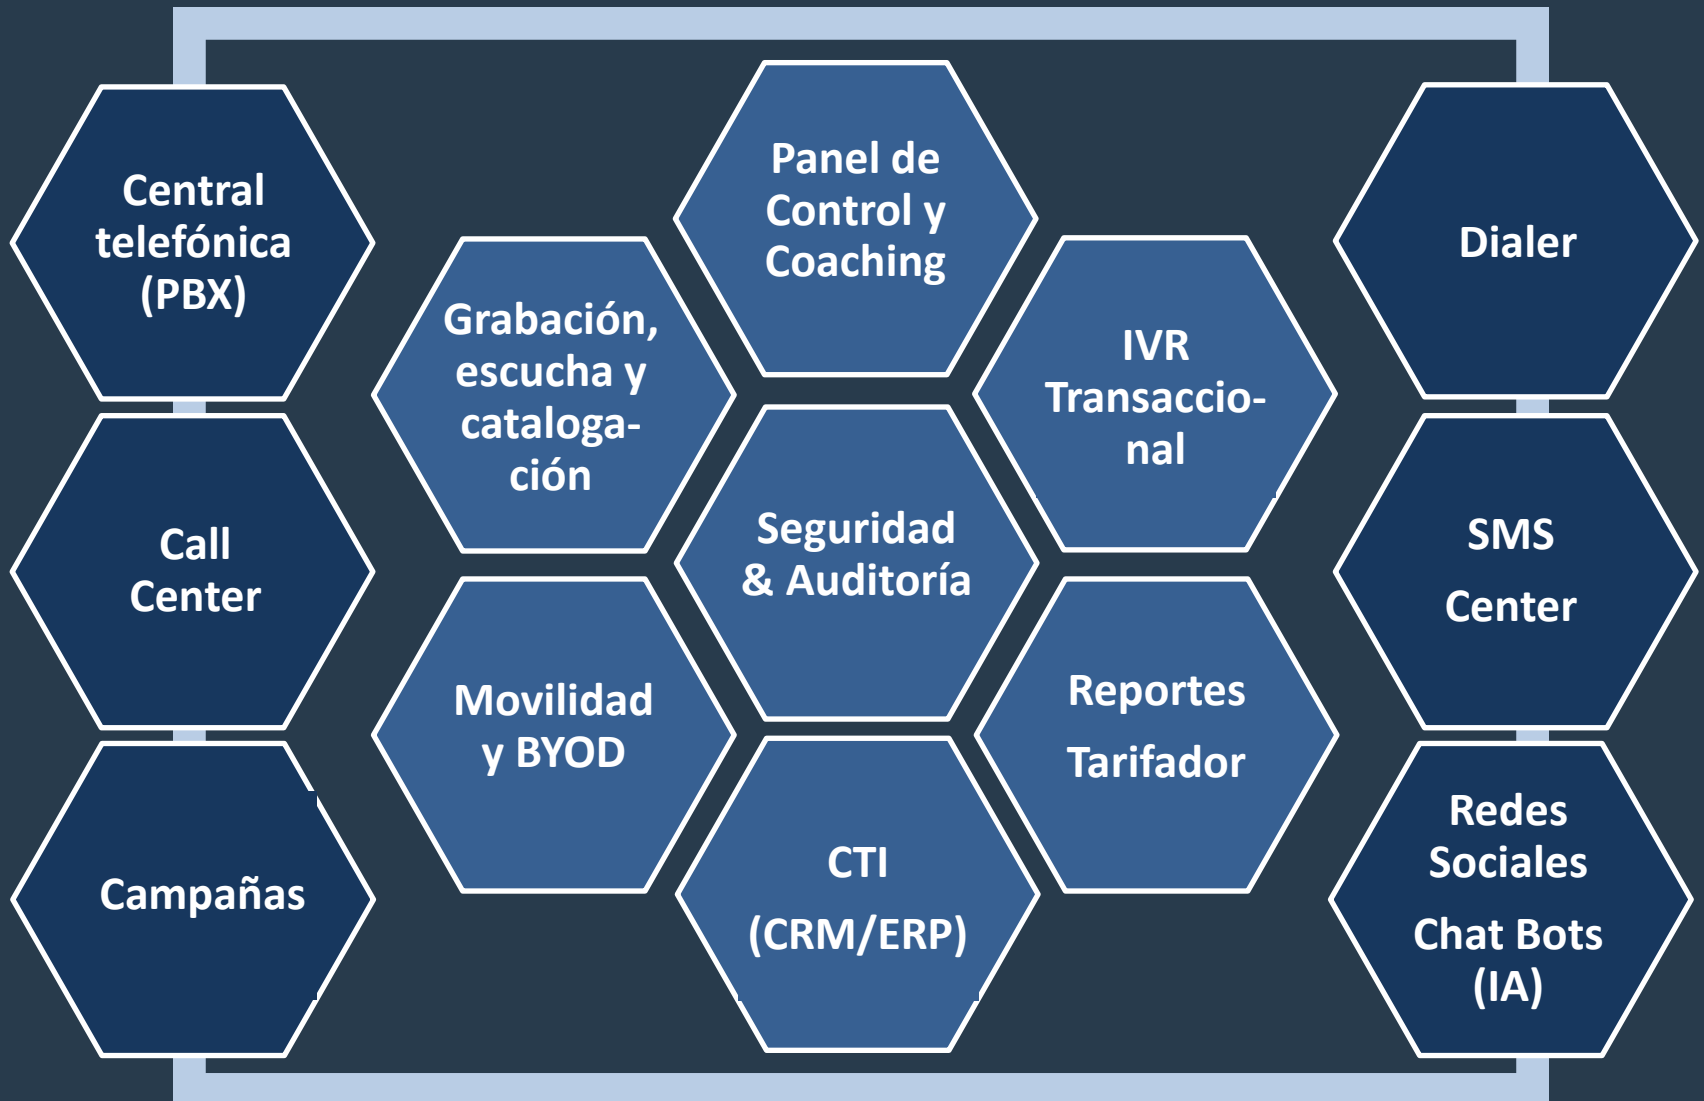 Central
telefónica
(PBX)
Call
Center
Campañas
Grabación,
escucha y
cataloga-
ción
Movilidad
y BYOD
Panel de
Control y
Coaching
Seguridad
& Auditoría
CTI
(CRM/ERP)
IVR
Transaccio-
nal
Reportes
Tarifador
Dialer
SMS
Center
Redes
Sociales
Chat Bots
(IA)